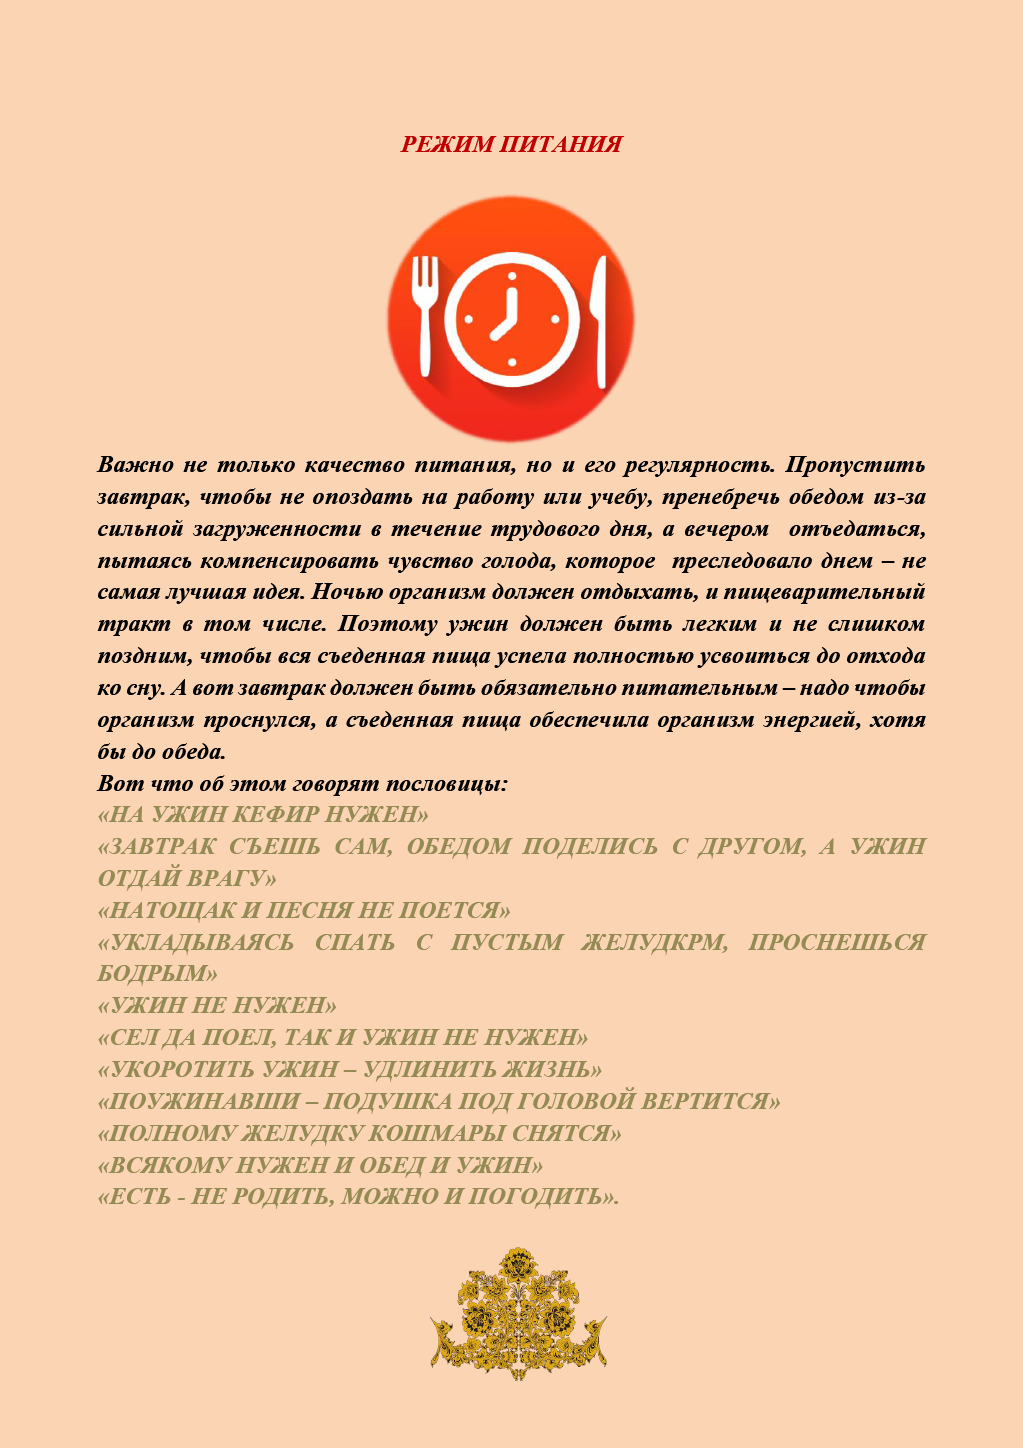 РЕЖИМ ПИТАНИЯ
Важно не только качество питания, но и его регулярность. Пропустить
завтрак, чтобы не опоздать на работу или учебу, пренебречь обедом из-за
сильной загруженности в течение трудового дня, а вечером  отъедаться,
пытаясь компенсировать чувство голода, которое  преследовало днем – не
самая лучшая идея. Ночью организм должен отдыхать, и пищеварительный
тракт в том числе. Поэтому ужин должен быть легким и не слишком
поздним, чтобы вся съеденная пища успела полностью усвоиться до отхода
ко сну. А вот завтрак должен быть обязательно питательным – надо чтобы
организм проснулся, а съеденная пища обеспечила организм энергией, хотя
бы до обеда.
Вот что об этом говорят пословицы:
«НА УЖИН КЕФИР НУЖЕН»
«ЗАВТРАК СЪЕШЬ САМ, ОБЕДОМ ПОДЕЛИСЬ С ДРУГОМ, А УЖИН
ОТДАЙ ВРАГУ»
«НАТОЩАК И ПЕСНЯ НЕ ПОЕТСЯ»
«УКЛАДЫВАЯСЬ СПАТЬ С ПУСТЫМ ЖЕЛУДКРМ, ПРОСНЕШЬСЯ
БОДРЫМ»
«УЖИН НЕ НУЖЕН»
«СЕЛ ДА ПОЕЛ, ТАК И УЖИН НЕ НУЖЕН»
«УКОРОТИТЬ УЖИН – УДЛИНИТЬ ЖИЗНЬ»
«ПОУЖИНАВШИ – ПОДУШКА ПОД ГОЛОВОЙ ВЕРТИТСЯ»
«ПОЛНОМУ ЖЕЛУДКУ КОШМАРЫ СНЯТСЯ»
«ВСЯКОМУ НУЖЕН И ОБЕД И УЖИН»
«ЕСТЬ - НЕ РОДИТЬ, МОЖНО И ПОГОДИТЬ».